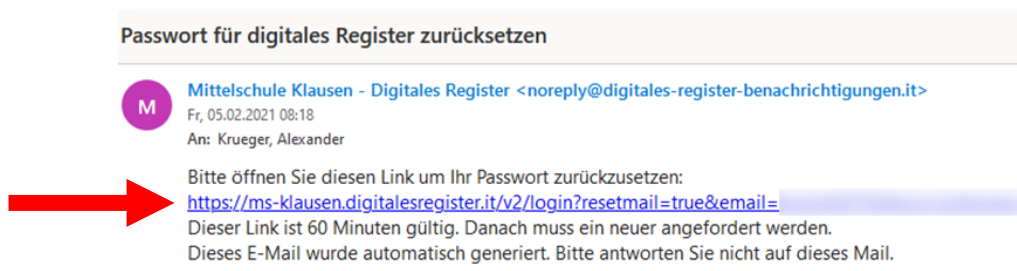 Passwort für digitales Register zurücksetzen
M
Mittelschule Klausen - Digitales Register <noreply@digitales-register-benachrichtigungen.it>
Fr, 05.02.2021 08:18
An: Krueger, Alexander
Bitte öffnen Sie diesen Link um Ihr Passwort zurückzusetzen:
https://ms-klausen.digitalesregister.it/v2/login?resetmail=true&email=
Dieser Link ist 60 Minuten gültig. Danach muss ein neuer angefordert werden.
Dieses E-Mail wurde automatisch generiert. Bitte antworten Sie nicht auf dieses Mail.